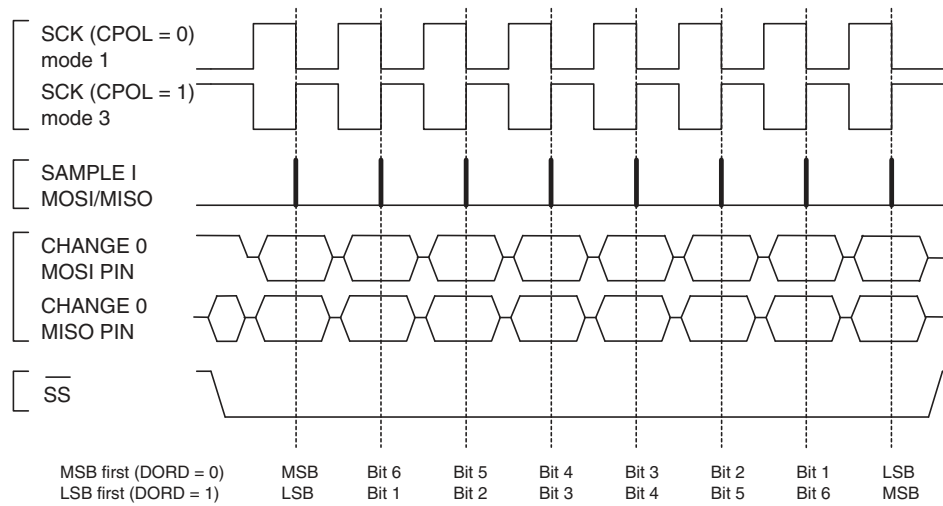 SCK (CPOL = 0)
mode 1
SCK (CPOL = 1)
mode 3
SAMPLE I
MOSI/MISO
CHANGE 0
MOSI PIN
CHANGE 0
MISO PIN
SS
MSB first (DORD = 0) MSB Bit 6 Bit 5 Bit 4 Bit 3 Bit 2 Bit 1 LSB
LSB first (DORD = 1) LSB Bit 1 Bit 2 Bit 3 Bit 4 Bit 5 Bit 6 MSB